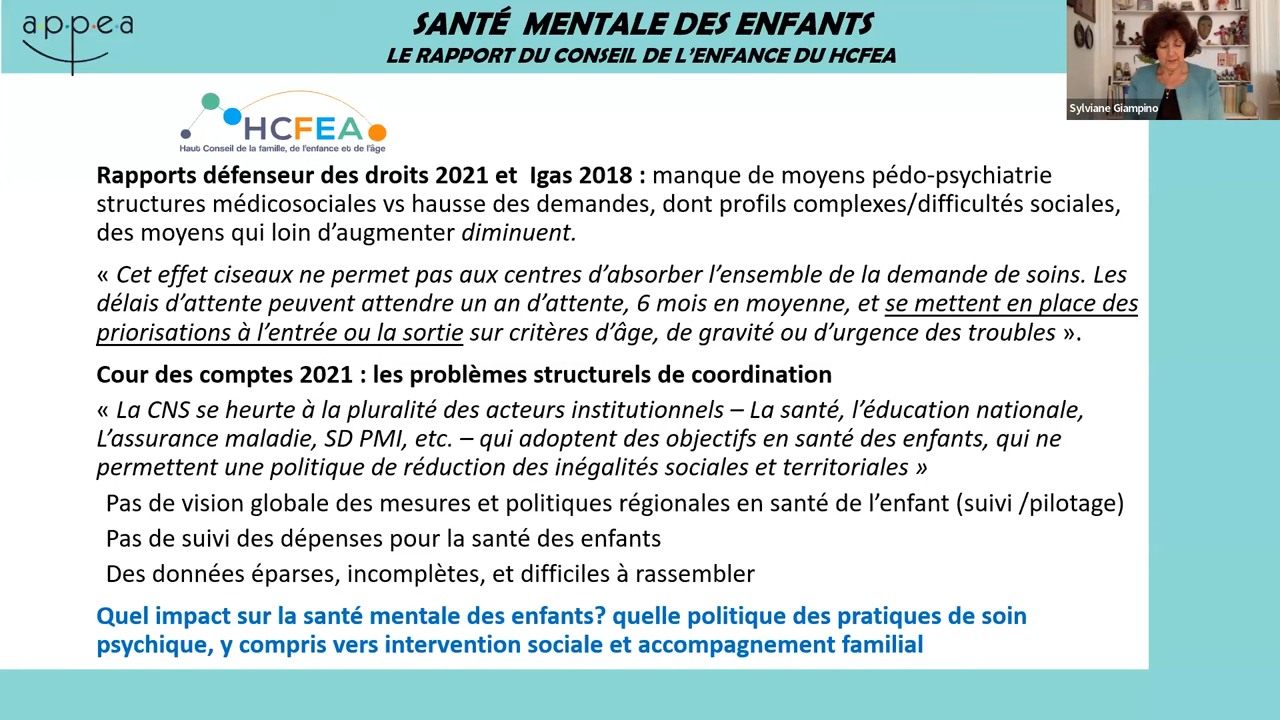 a·p·p·e·a
SANTÉ MENTALE DES ENFANTS
LE RAPPORT DU CONSEIL DE L'ENFANCE DU HCFEA
Sylviane Giampino
HCFEA
Haut Conseil de la famille, de l'enfance et de l'âge
Rapports défenseur des droits 2021 et Igas 2018 : manque de moyens pédo-psychiatrie
structures médicosociales vs hausse des demandes, dont profils complexes/difficultés sociales,
des moyens qui loin d'augmenter diminuent.
« Cet effet ciseaux ne permet pas aux centres d'absorber l'ensemble de la demande de soins. Les
délais d'attente peuvent attendre un an d'attente, 6 mois en moyenne, et se mettent en place des
priorisations à l'entrée ou la sortie sur critères d'âge, de gravité ou d'urgence des troubles ».
Cour des comptes 2021 : les problèmes structurels de coordination
« La CNS se heurte à la pluralité des acteurs institutionnels – La santé, l'éducation nationale,
L'assurance maladie, SD PMI, etc. – qui adoptent des objectifs en santé des enfants, qui ne
permettent une politique de réduction des inégalités sociales et territoriales »
Pas de vision globale des mesures et politiques régionales en santé de l'enfant (suivi /pilotage)
Pas de suivi des dépenses pour la santé des enfants
Des données éparses, incomplètes, et difficiles à rassembler
Quel impact sur la santé mentale des enfants? quelle politique des pratiques de soin
psychique, y compris vers intervention sociale et accompagnement familial